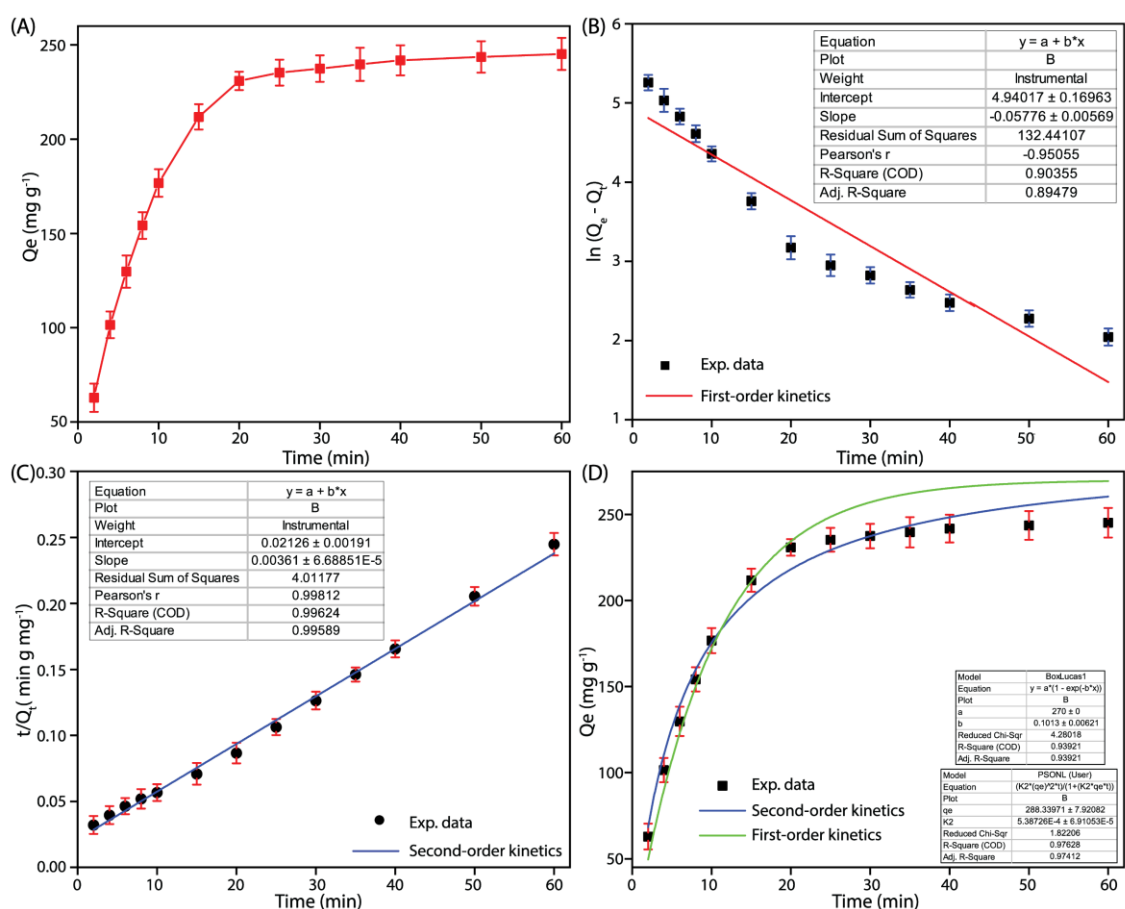 (A)
250
200
150
100
50
Qe (mg g⁻¹)
0 10 20 30 40 50 60
Time (min)
(B)
6
5
4
3
2
1
ln (Qe - Qt)
Equation y = a + b*x
Plot B
Weight Instrumental
Intercept 4.94017 ± 0.16963
Slope -0.05776 ± 0.00569
Residual Sum of Squares 132.44107
Pearson's r -0.95055
R-Square (COD) 0.90355
Adj. R-Square 0.89479
Exp. data
First-order kinetics
0 10 20 30 40 50 60
Time (min)
(C)
0.30
0.25
0.20
0.15
0.10
0.05
0.00
t/Qt( min g mg⁻¹)
Equation y = a + b*x
Plot B
Weight Instrumental
Intercept 0.02126 ± 0.00191
Slope 0.00361 ± 6.68851E-5
Residual Sum of Squares 4.01177
Pearson's r 0.99812
R-Square (COD) 0.99624
Adj. R-Square 0.99589
Exp. data
Second-order kinetics
0 10 20 30 40 50 60
Time (min)
(D)
250
200
150
100
50
Qe (mg g⁻¹)
Exp. data
Second-order kinetics
First-order kinetics
Model BoxLucas1
Equation y = a*(1 - exp(-b*x))
Plot B
a 270 ± 0
b 0.1013 ± 0.00621
Reduced Chi-Sqr 4.28018
R-Square (COD) 0.93921
Adj. R-Square 0.93921
Model PSONL (User)
Equation (K2*(qe)^2*t)/(1+(K2*qe*t))
Plot B
qe 288.33971 ± 7.92082
K2 5.38726E-4 ± 6.91053E-5
Reduced Chi-Sqr 1.82206
R-Square (COD) 0.97628
Adj. R-Square 0.97412
0 10 20 30 40 50 60
Time (min)